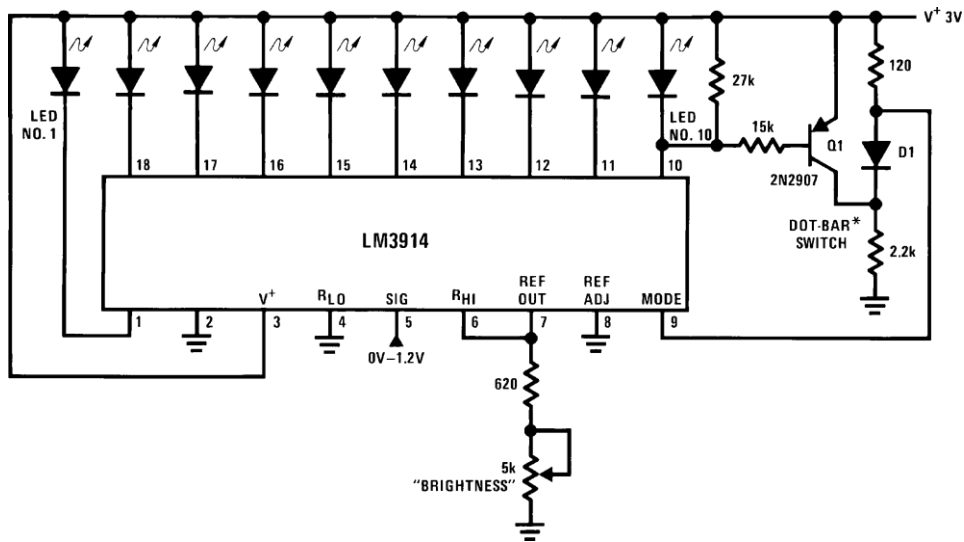 V+ 3V
LED
NO. 1
27k
120
LED
NO. 10
15k
Q1
D1
2N2907
18
17
16
15
14
13
12
11
10
DOT-BAR*
SWITCH
2.2k
LM3914
V+
RLO
SIG
RHI
REF
OUT
REF
ADJ
MODE
1
2
3
4
5
6
7
8
9
0V–1.2V
620
5k
"BRIGHTNESS"